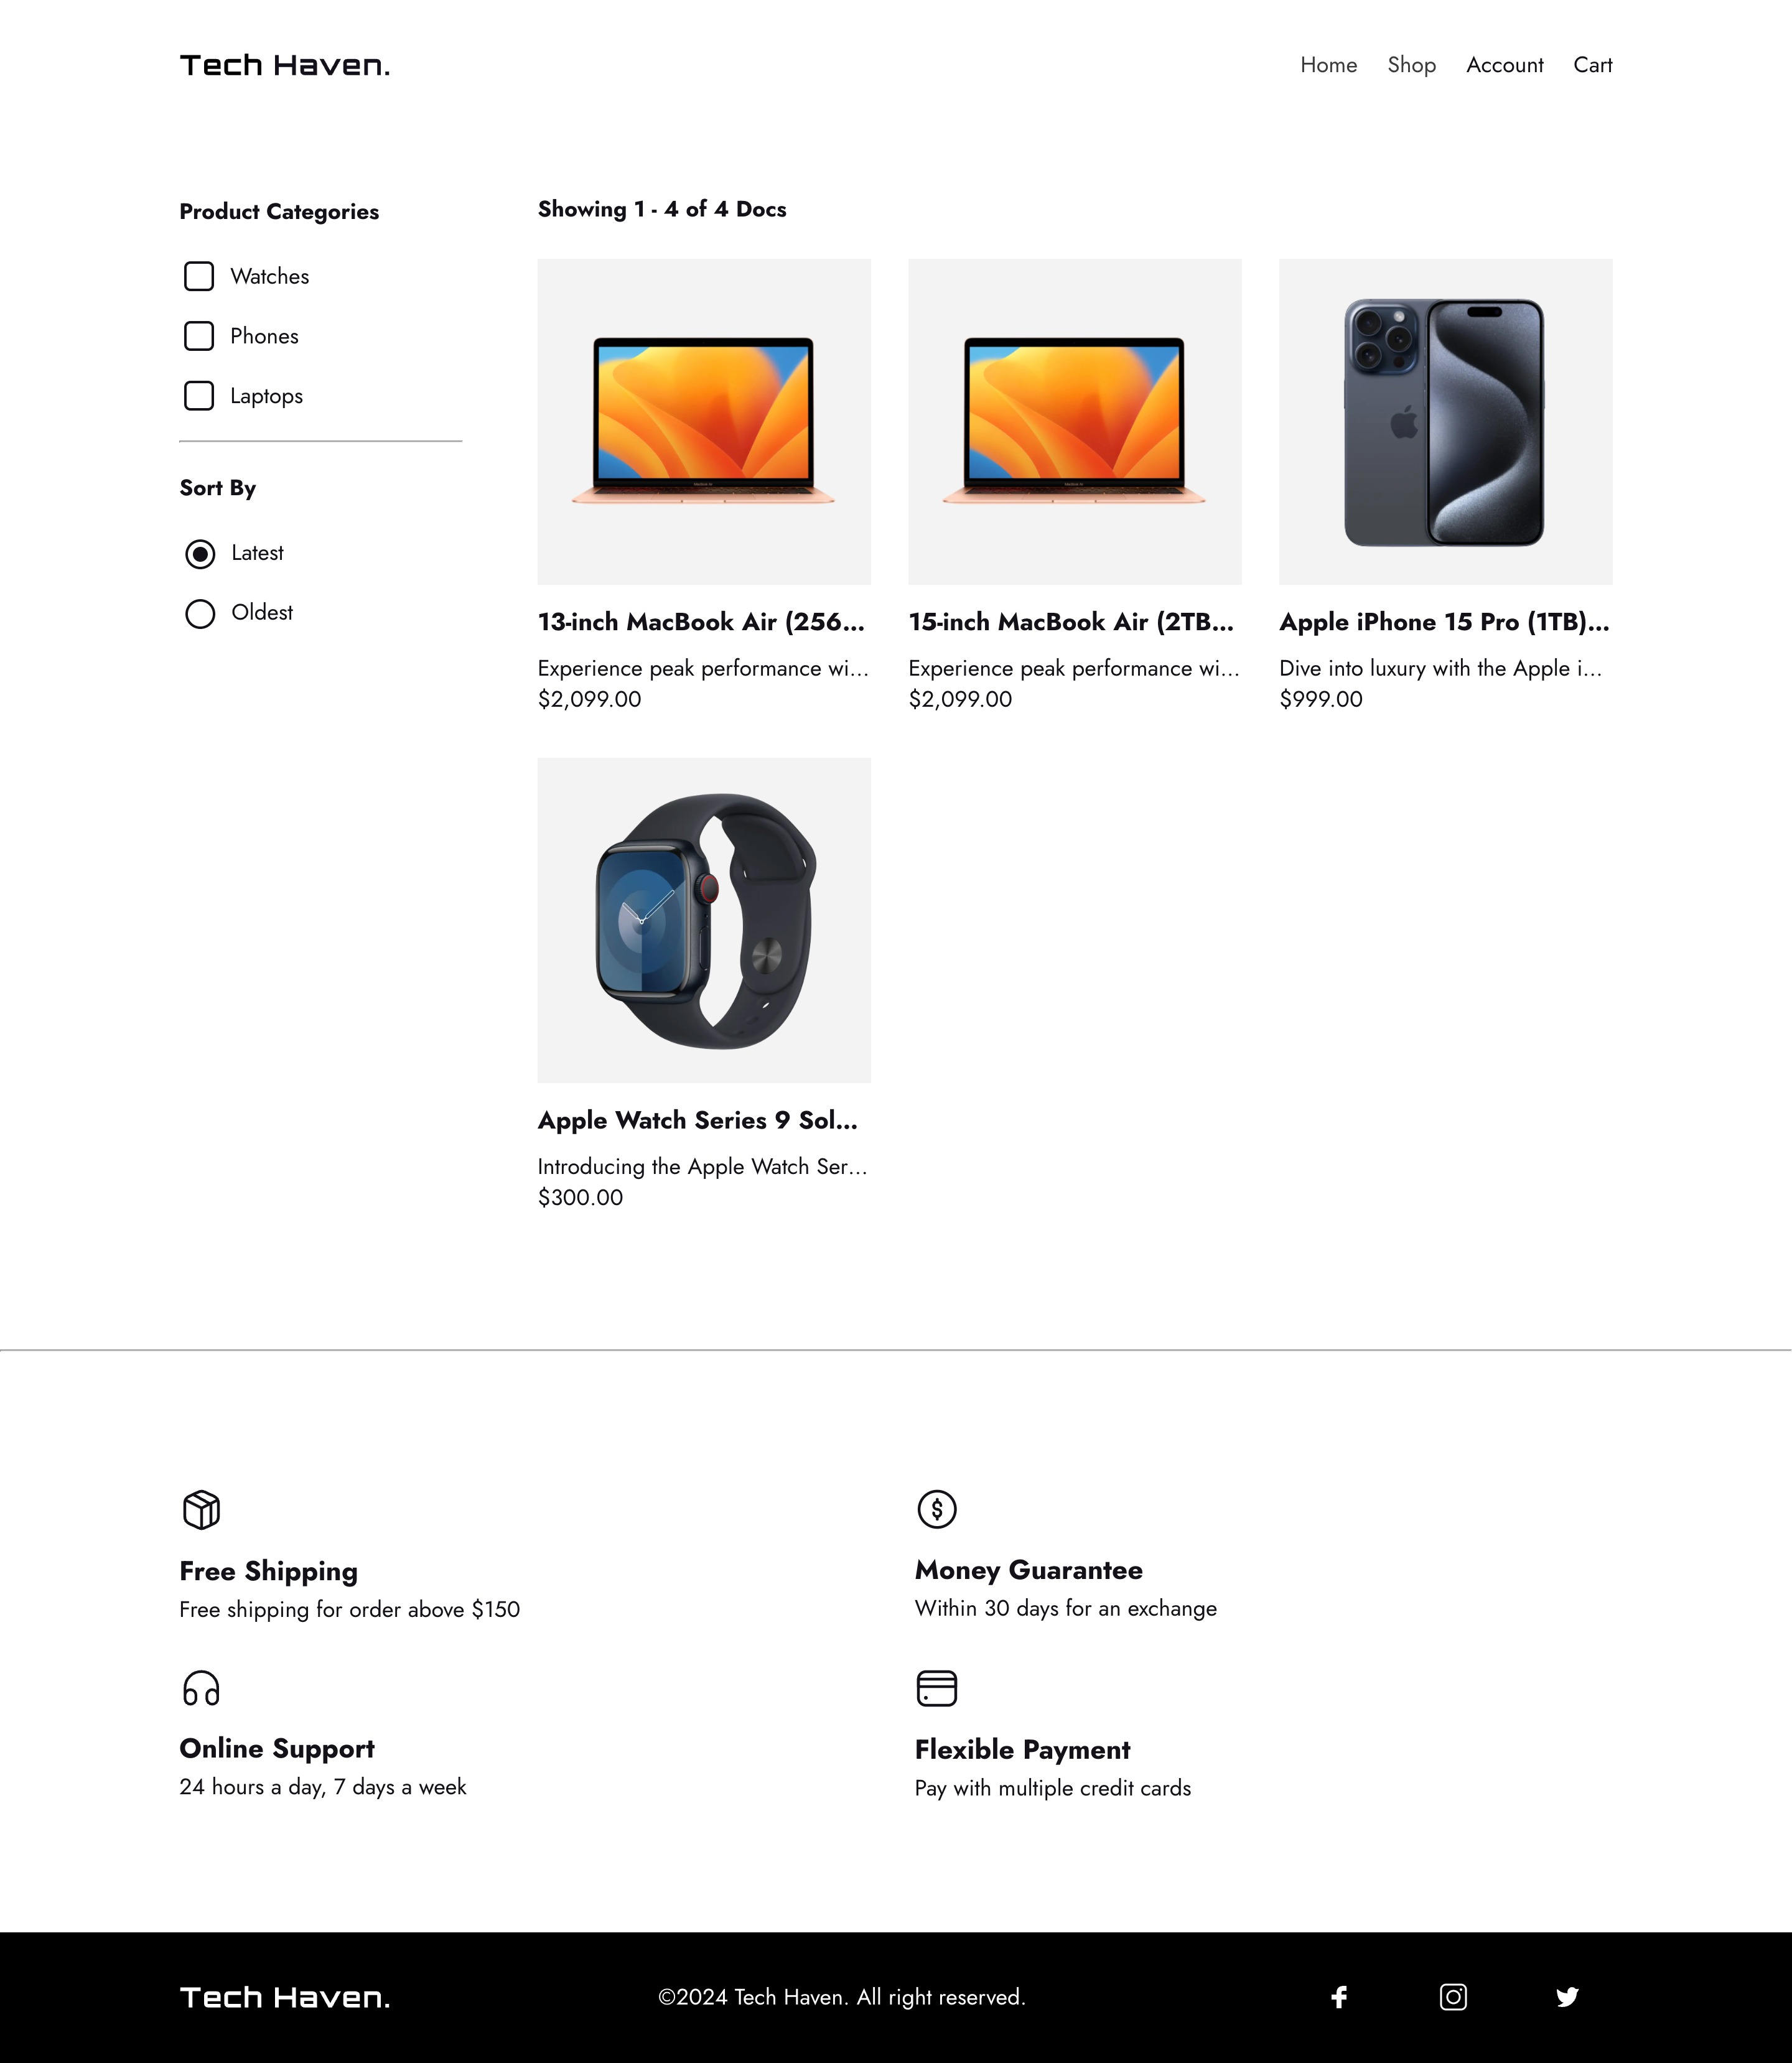 Tech Haven.
Home Shop Account Cart
Product Categories
Watches
Phones
Laptops
Sort By
Latest
Oldest
Showing 1 - 4 of 4 Docs
13-inch MacBook Air (256...
Experience peak performance wi...
$2,099.00
15-inch MacBook Air (2TB...
Experience peak performance wi...
$2,099.00
Apple iPhone 15 Pro (1TB)...
Dive into luxury with the Apple i...
$999.00
Apple Watch Series 9 Sol...
Introducing the Apple Watch Ser...
$300.00
Free Shipping
Free shipping for order above $150
Money Guarantee
Within 30 days for an exchange
Online Support
24 hours a day, 7 days a week
Flexible Payment
Pay with multiple credit cards
Tech Haven.
©2024 Tech Haven. All right reserved.